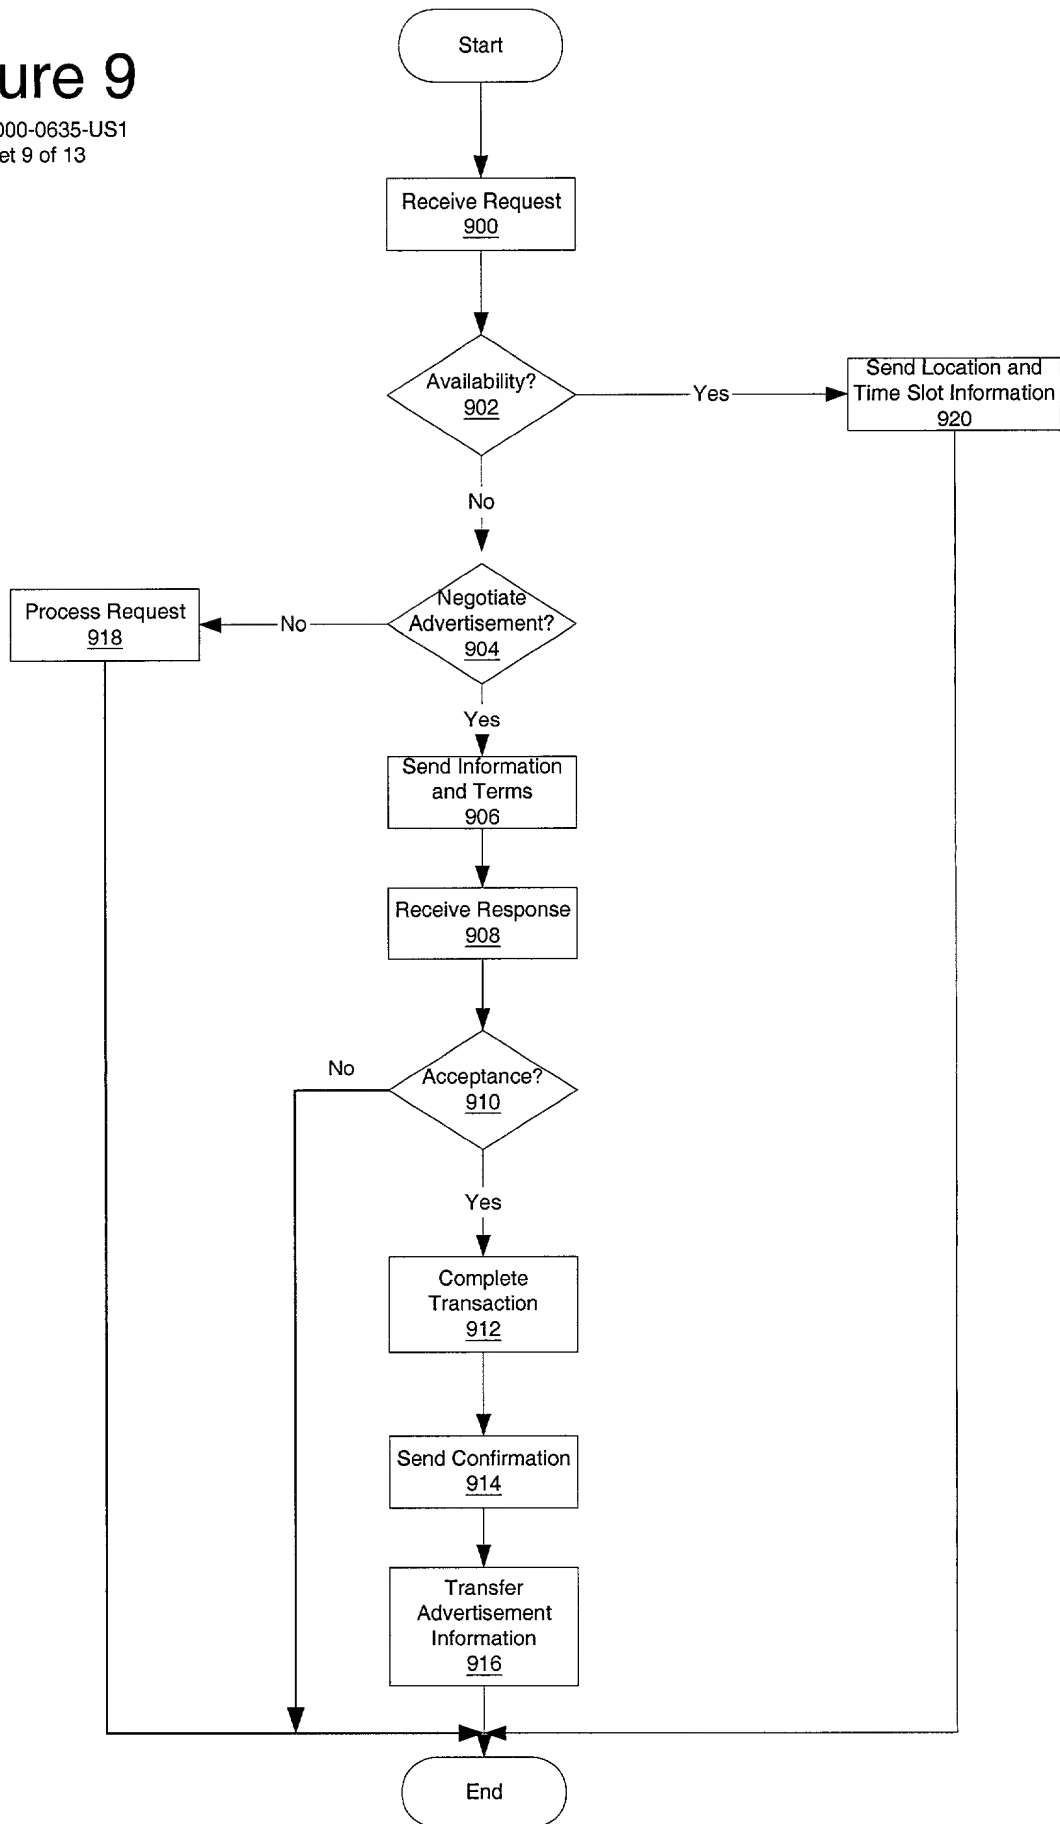 ure 9
000-0635-US1
et 9 of 13
Start
Receive Request
900
Availability?
902
Yes
Send Location and
Time Slot Information
920
No
Negotiate
Advertisement?
904
No
Process Request
918
Yes
Send Information
and Terms
906
Receive Response
908
No
Acceptance?
910
Yes
Complete
Transaction
912
Send Confirmation
914
Transfer
Advertisement
Information
916
End